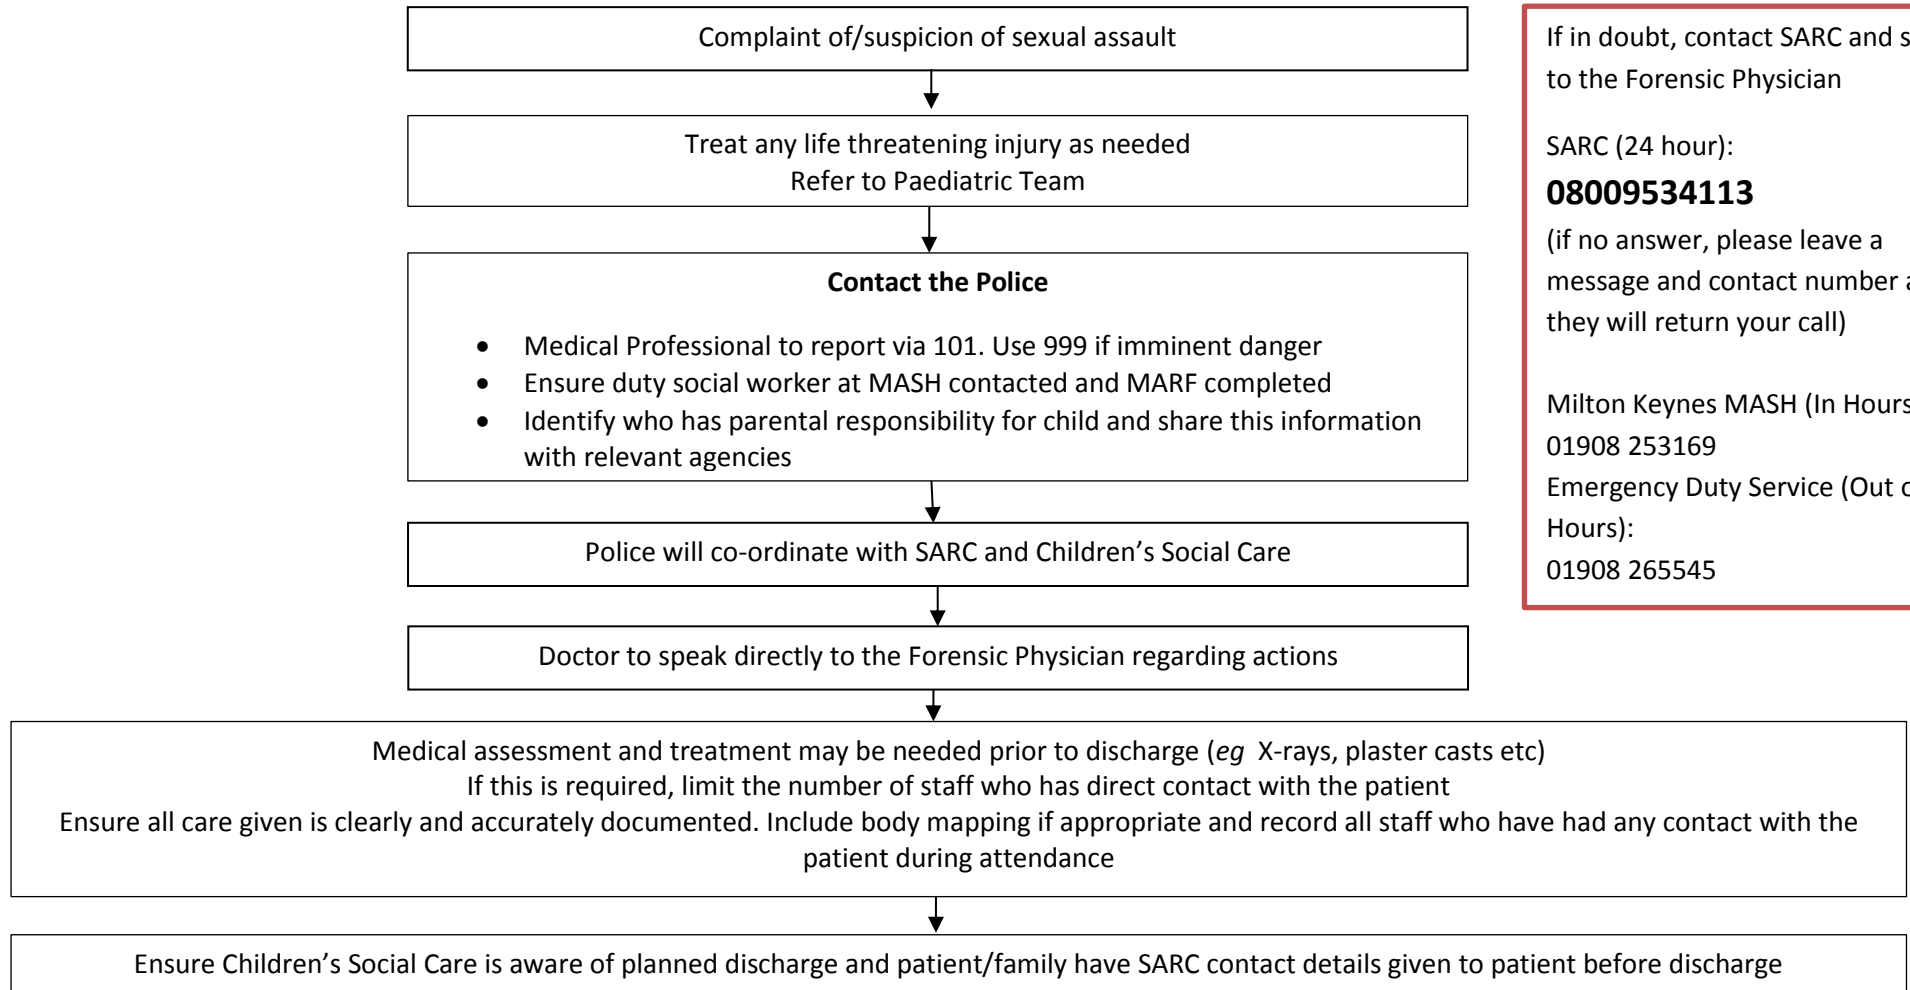 Complaint of/suspicion of sexual assault
Treat any life threatening injury as needed
Refer to Paediatric Team
Contact the Police
• Medical Professional to report via 101. Use 999 if imminent danger
• Ensure duty social worker at MASH contacted and MARF completed
• Identify who has parental responsibility for child and share this information
with relevant agencies
Police will co-ordinate with SARC and Children’s Social Care
Doctor to speak directly to the Forensic Physician regarding actions
Medical assessment and treatment may be needed prior to discharge (eg X-rays, plaster casts etc)
If this is required, limit the number of staff who has direct contact with the patient
Ensure all care given is clearly and accurately documented. Include body mapping if appropriate and record all staff who have had any contact with the
patient during attendance
Ensure Children’s Social Care is aware of planned discharge and patient/family have SARC contact details given to patient before discharge
If in doubt, contact SARC and
to the Forensic Physician
SARC (24 hour):
08009534113
(if no answer, please leave a
message and contact number
they will return your call)
Milton Keynes MASH (In Hours
01908 253169
Emergency Duty Service (Out
Hours):
01908 265545